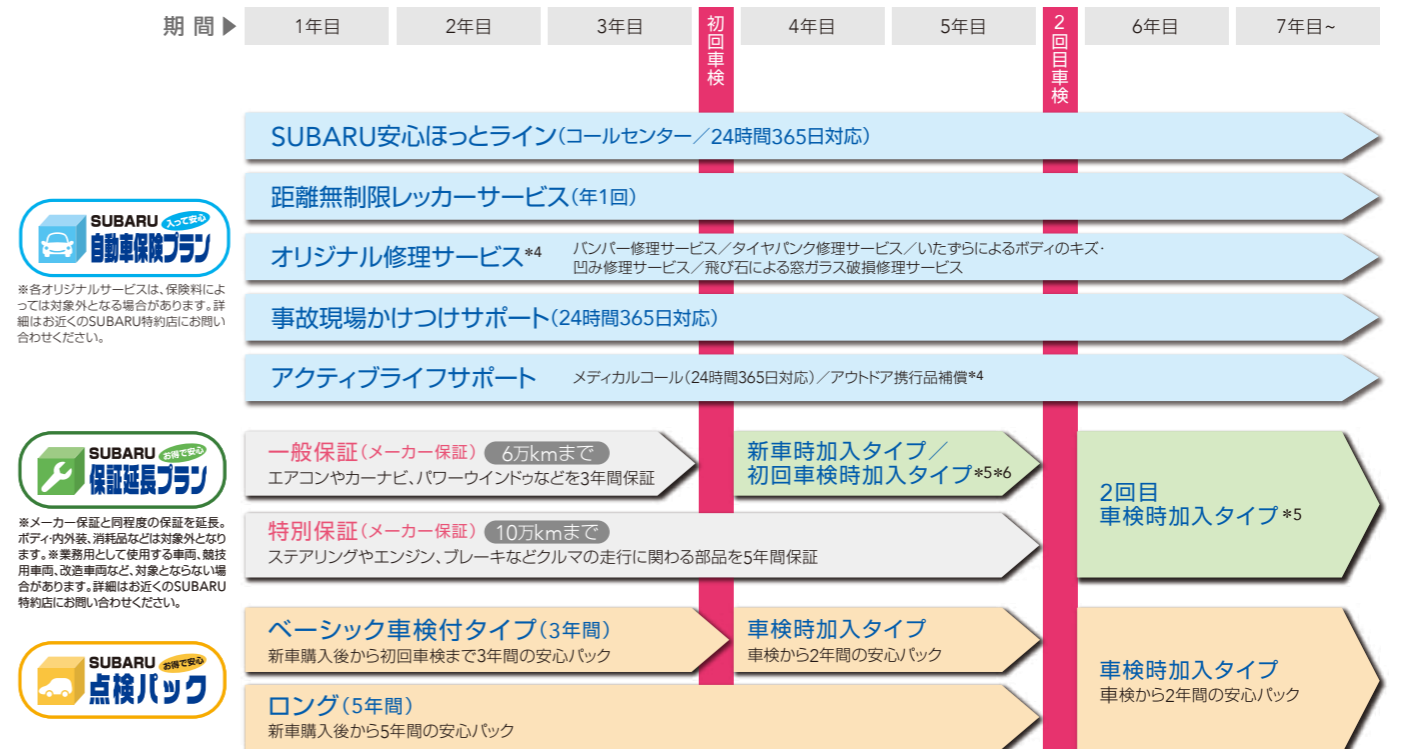 期 間 ▶ 1年目 2年目 3年目 初回車検 4年目 5年目 2回目車検 6年目 7年目~
SUBARU安心ほっとライン(コールセンター/24時間365日対応)
距離無制限レッカーサービス(年1回)
SUBARU 入って安心
自動車保険プラン
※各オリジナルサービスは、保険料によ
っては対象外となる場合があります。詳
細はお近くのSUBARU特約店にお問い
合わせください。
オリジナル修理サービス*4
バンパー修理サービス/タイヤパンク修理サービス/いたずらによるボディのキズ・
凹み修理サービス/飛び石による窓ガラス破損修理サービス
事故現場かけつけサポート(24時間365日対応)
アクティブライフサポート メディカルコール(24時間365日対応)/アウトドア携行品補償*4
SUBARU お得で安心
保証延長プラン
※メーカー保証と同程度の保証を延長。
ボディ・内外装、消耗品などは対象外となり
ます。※業務用として使用する車両、競技
用車両、改造車両など、対象とならない場
合があります。詳細はお近くのSUBARU
特約店にお問い合わせください。
一般保証(メーカー保証) 6万kmまで
エアコンやカーナビ、パワーウインドゥなどを3年間保証
新車時加入タイプ/
初回車検時加入タイプ*5*6
特別保証(メーカー保証) 10万kmまで
ステアリングやエンジン、ブレーキなどクルマの走行に関わる部品を5年間保証
2回目
車検時加入タイプ*5
SUBARU お得で安心
点検パック
ベーシック車検付タイプ(3年間)
新車購入後から初回車検まで3年間の安心パック
車検時加入タイプ
車検から2年間の安心パック
ロング(5年間)
新車購入後から5年間の安心パック
車検時加入タイプ
車検から2年間の安心パック